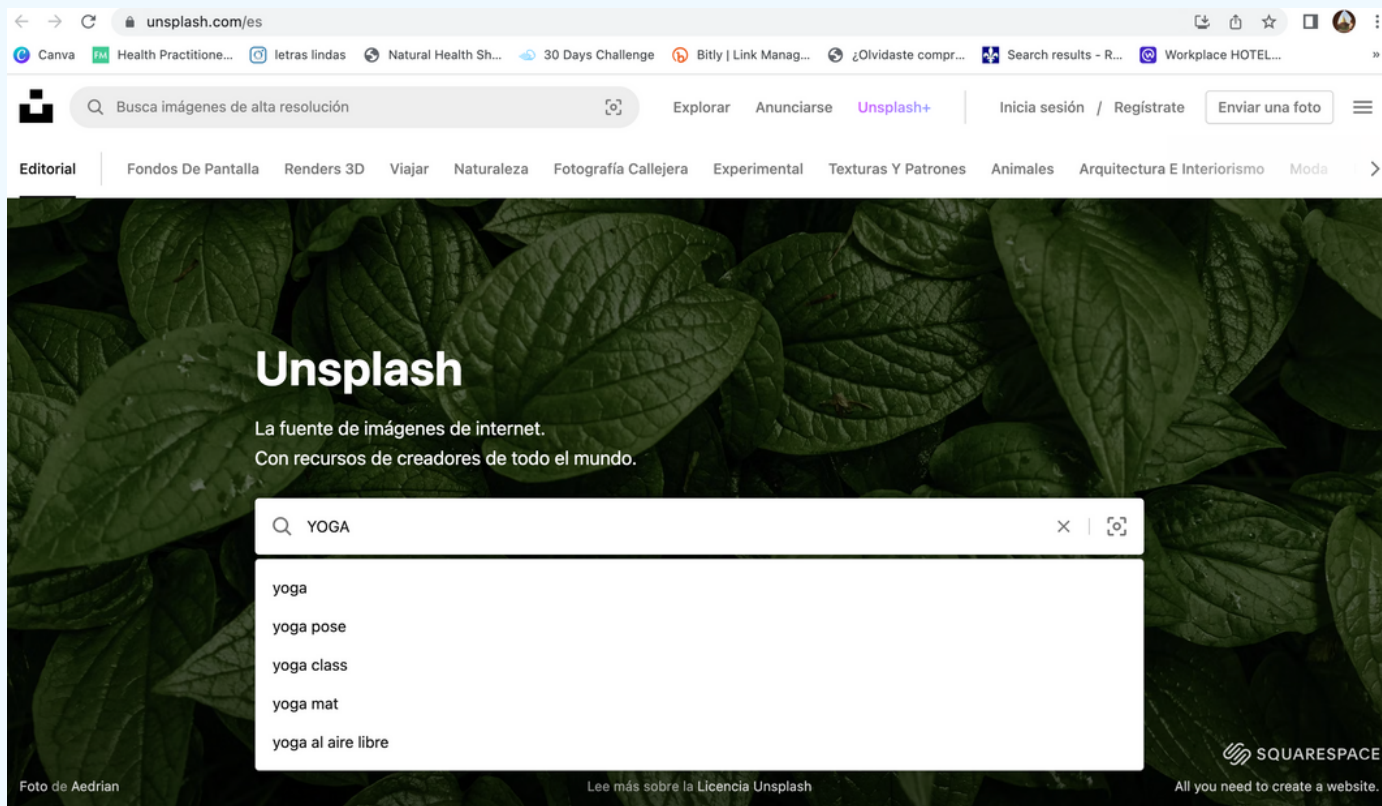 unsplash.com/es
Canva Health Practitione... letras lindas Natural Health Sh... 30 Days Challenge Bitly | Link Manag... ¿Olvidaste compr... Search results - R... Workplace HOTEL... »
Busca imágenes de alta resolución Explorar Anunciarse Unsplash+ Inicia sesión / Regístrate Enviar una foto
Editorial Fondos De Pantalla Renders 3D Viajar Naturaleza Fotografía Callejera Experimental Texturas Y Patrones Animales Arquitectura E Interiorismo Moda
Unsplash
La fuente de imágenes de internet.
Con recursos de creadores de todo el mundo.
YOGA
yoga
yoga pose
yoga class
yoga mat
yoga al aire libre
SQUARESPACE
Foto de Aedrian Lee más sobre la Licencia Unsplash All you need to create a website.